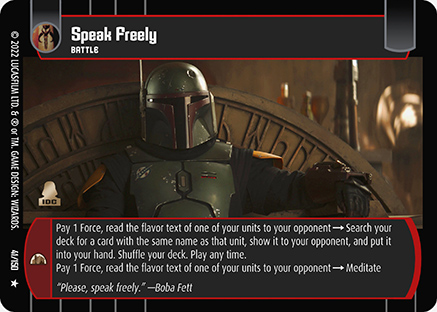 Speak Freely
BATTLE
© 2022 LUCASFILM LTD. & ® or TM. GAME DESIGN: WIZARDS.
41/150
IDC
Pay 1 Force, read the flavor text of one of your units to your opponent → Search your
deck for a card with the same name as that unit, show it to your opponent, and put it
into your hand. Shuffle your deck. Play any time.
Pay 1 Force, read the flavor text of one of your units to your opponent → Meditate
"Please, speak freely." —Boba Fett